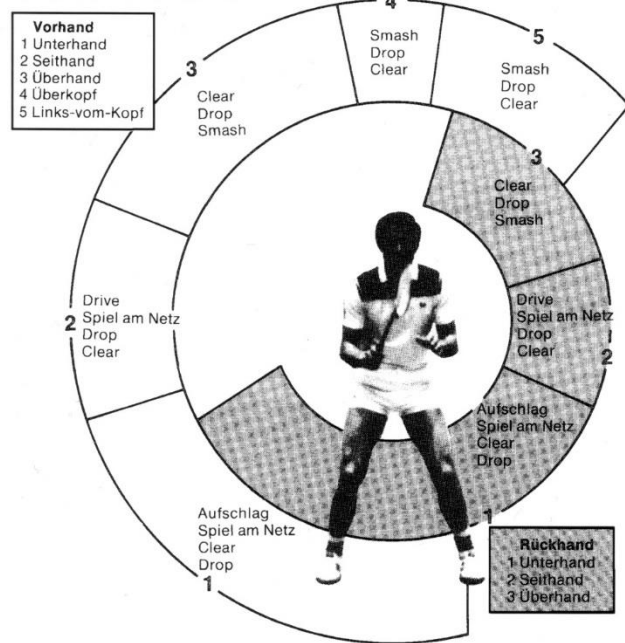 Vorhand
1 Unterhand
2 Seithand
3 Überhand
4 Überkopf
5 Links-vom-Kopf
4
Smash
Drop
Clear
5
Smash
Drop
Clear
3
Clear
Drop
Smash
3
Clear
Drop
Smash
2
Drive
Spiel am Netz
Drop
Clear
Drive
Spiel am Netz
Drop
Clear
2
Aufschlag
Spiel am Netz
Clear
Drop
1
Aufschlag
Spiel am Netz
Clear
Drop
1
Rückhand
1 Unterhand
2 Seithand
3 Überhand